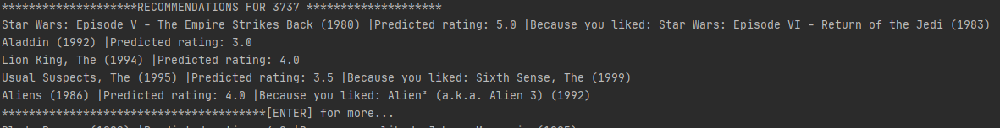 ********************RECOMMENDATIONS FOR 3737 ********************
Star Wars: Episode V - The Empire Strikes Back (1980) |Predicted rating: 5.0 |Because you liked: Star Wars: Episode VI - Return of the Jedi (1983)
Aladdin (1992) |Predicted rating: 3.0
Lion King, The (1994) |Predicted rating: 4.0
Usual Suspects, The (1995) |Predicted rating: 3.5 |Because you liked: Sixth Sense, The (1999)
Aliens (1986) |Predicted rating: 4.0 |Because you liked: Alien³ (a.k.a. Alien 3) (1992)
***************************************[ENTER] for more...